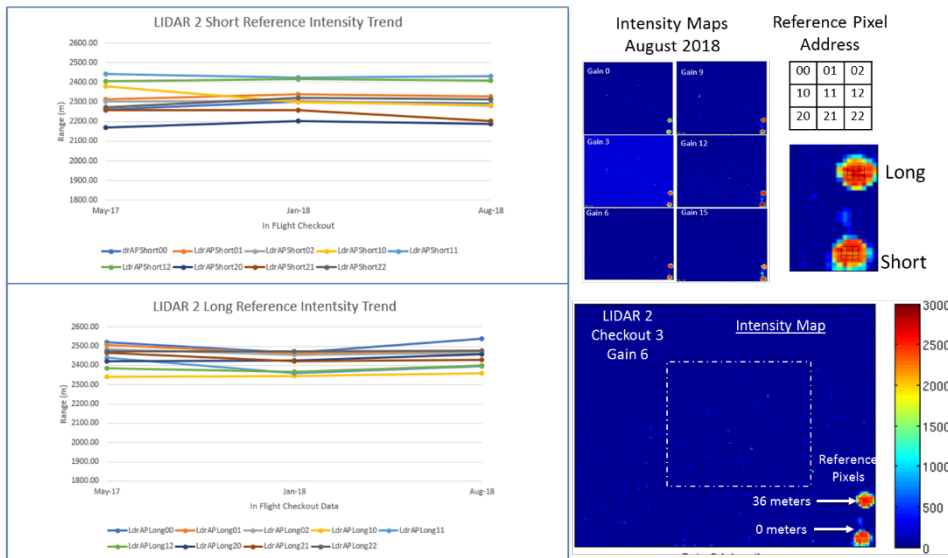 LIDAR 2 Short Reference Intensity Trend
2600.00
2500.00
2400.00
2300.00
2200.00
2100.00
2000.00
1900.00
1800.00
Range (m)
May-17
Jan-18
Aug-18
In FLight Checkout
drAPShort00
LdrAPShort01
LdrAPShort02
LdrAPShort10
LdrAPShort11
LdrAPShort12
LdrAPShort20
LdrAPShort21
LdrAPShort22
LIDAR 2 Long Reference Intentsity Trend
2600.00
2500.00
2400.00
2300.00
2200.00
2100.00
2000.00
1900.00
1800.00
Range (m)
May-17
Jan-18
Aug-18
In Flight Checkout Data
LdrAPLong00
LdrAPLong01
LdrAPLong02
LdrAPLong10
LdrAPLong11
LdrAPLong12
LdrAPLong20
LdrAPLong21
LdrAPLong22
Intensity Maps
August 2018
Gain 0
Gain 9
Gain 3
Gain 12
Gain 6
Gain 15
Reference Pixel
Address
00 01 02
10 11 12
20 21 22
Long
Short
LIDAR 2
Checkout 3
Gain 6
Intensity Map
Reference
Pixels
36 meters
0 meters
3000
2500
2000
1500
1000
500
0